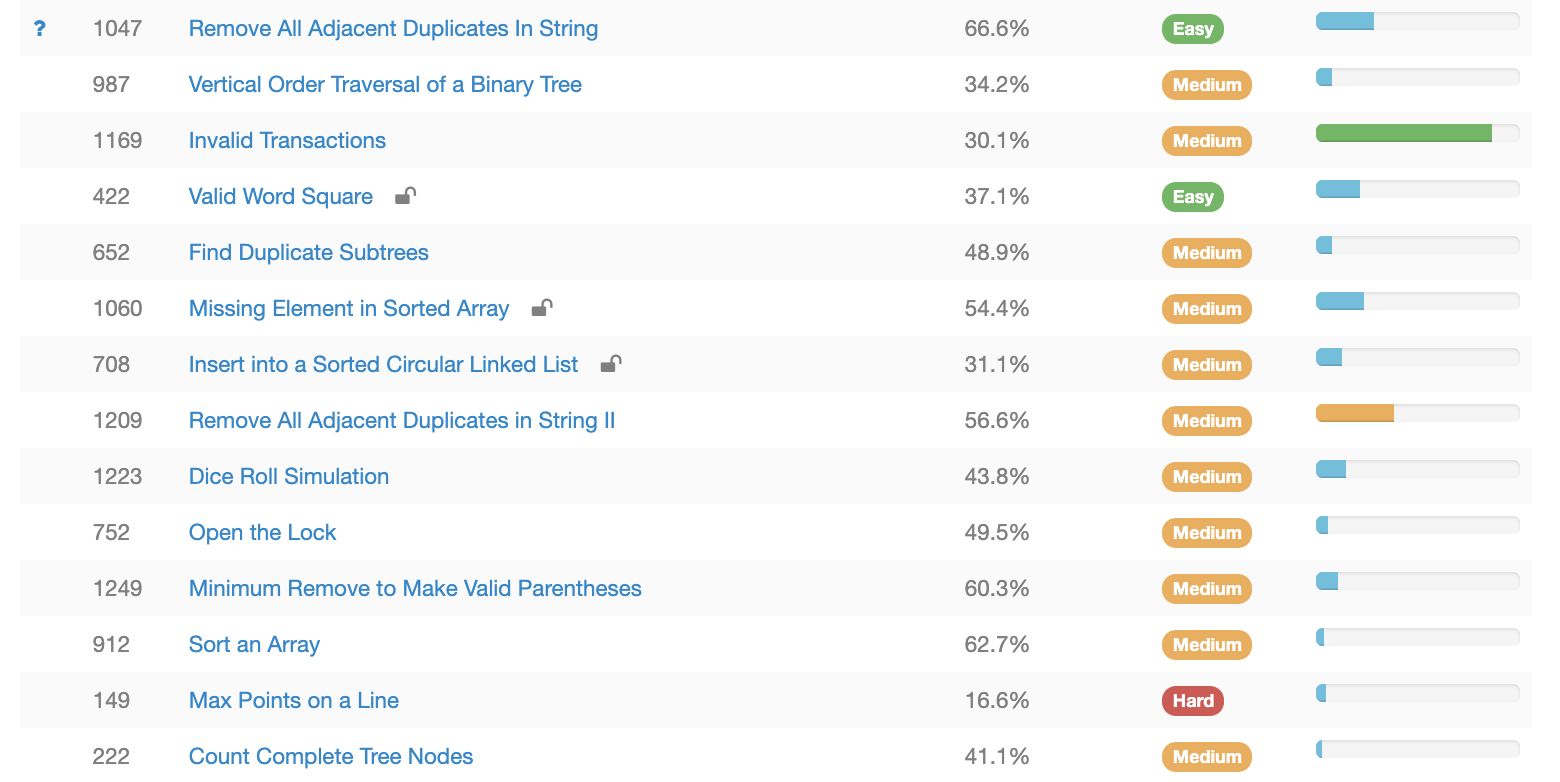 ? 1047 Remove All Adjacent Duplicates In String 66.6% Easy
987 Vertical Order Traversal of a Binary Tree 34.2% Medium
1169 Invalid Transactions 30.1% Medium
422 Valid Word Square 37.1% Easy
652 Find Duplicate Subtrees 48.9% Medium
1060 Missing Element in Sorted Array 54.4% Medium
708 Insert into a Sorted Circular Linked List 31.1% Medium
1209 Remove All Adjacent Duplicates in String II 56.6% Medium
1223 Dice Roll Simulation 43.8% Medium
752 Open the Lock 49.5% Medium
1249 Minimum Remove to Make Valid Parentheses 60.3% Medium
912 Sort an Array 62.7% Medium
149 Max Points on a Line 16.6% Hard
222 Count Complete Tree Nodes 41.1% Medium